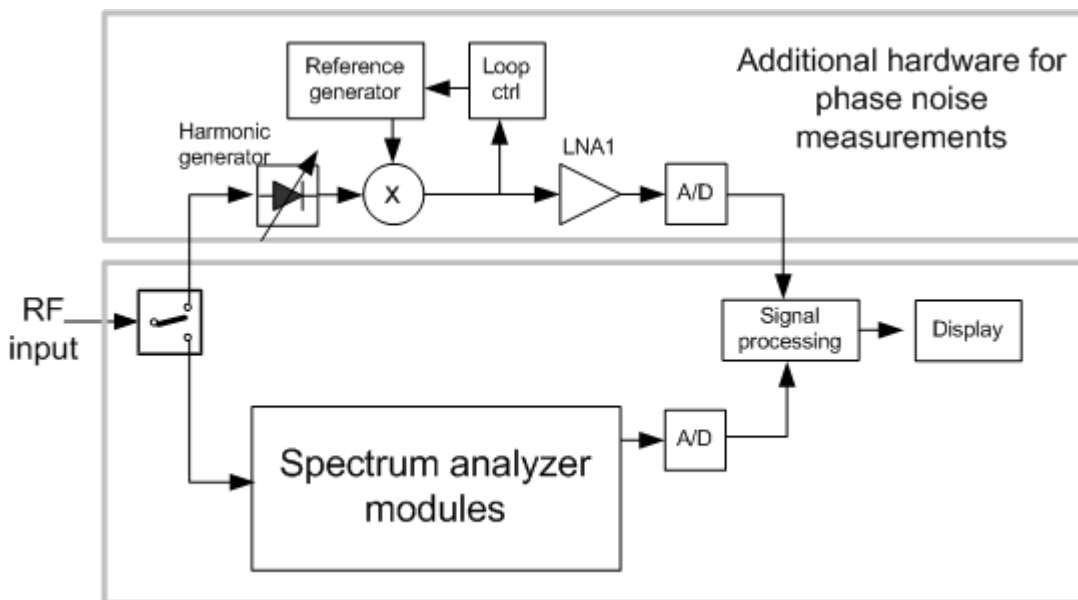 Additional hardware for
phase noise
measurements
Reference
generator
Loop
ctrl
Harmonic
generator
X
LNA1
A/D
RF
input
Signal
processing
Display
Spectrum analyzer
modules
A/D